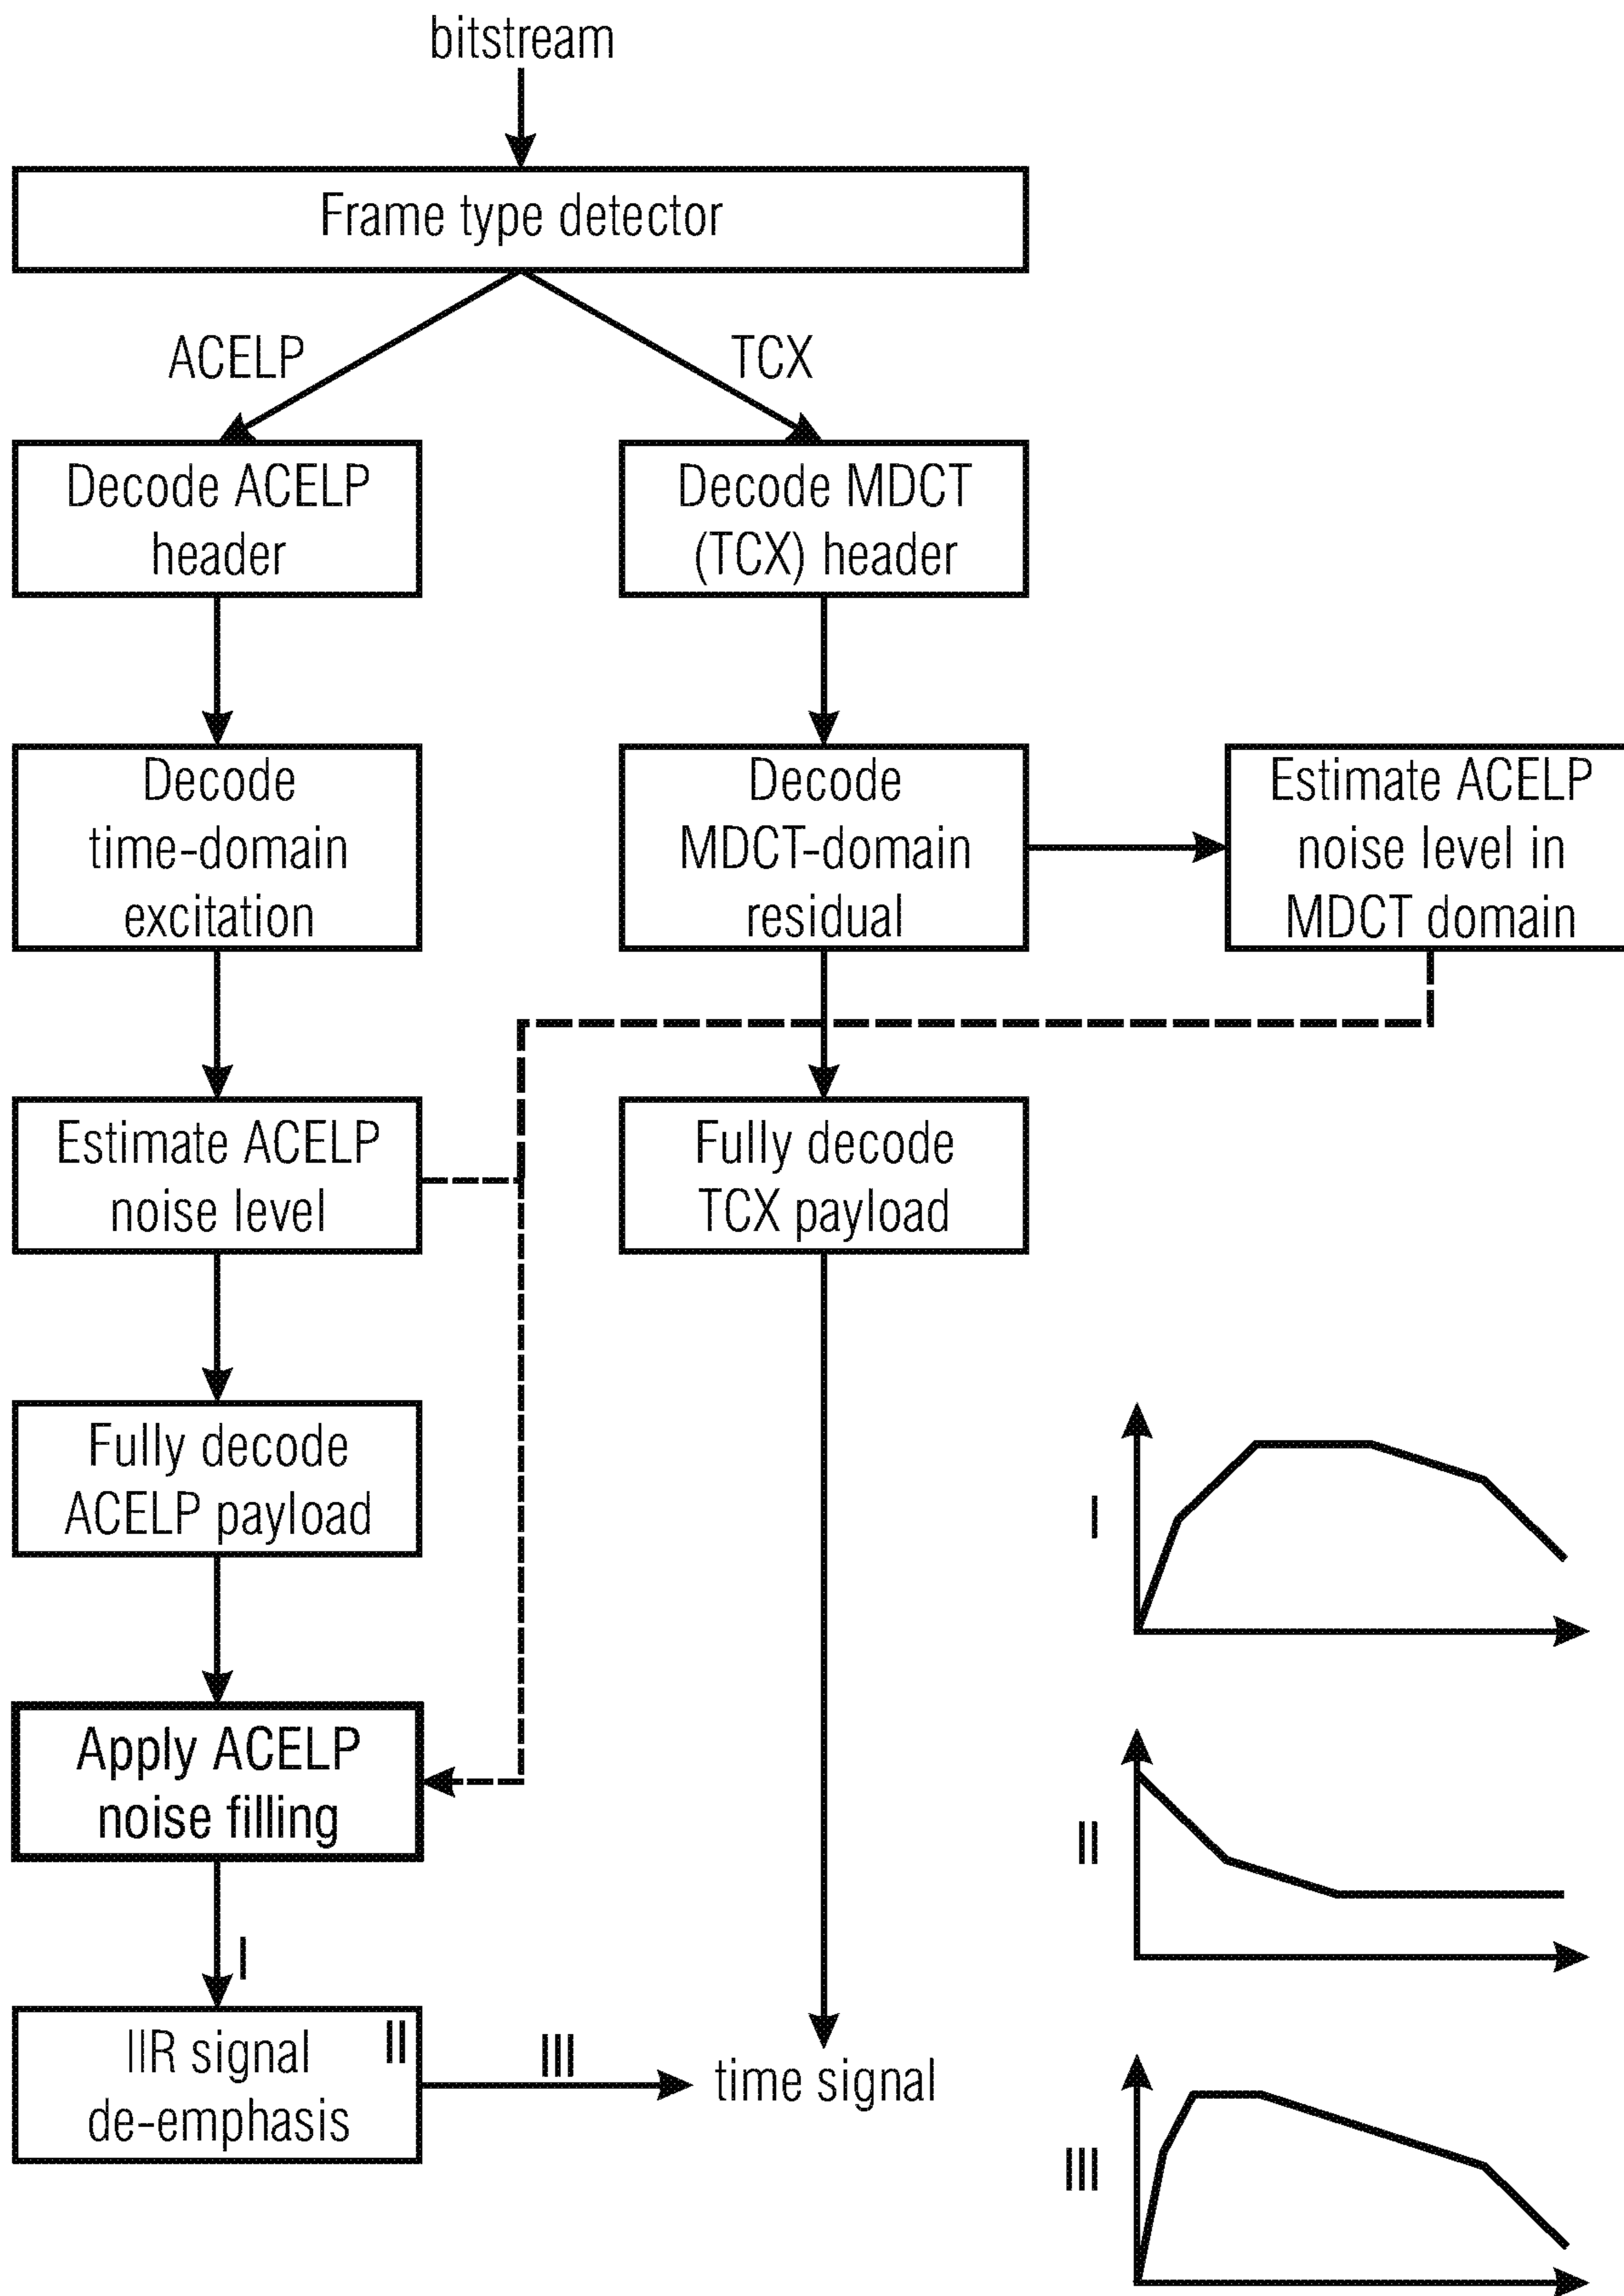 bitstream
Frame type detector
ACELP
TCX
Decode ACELP
header
Decode MDCT
(TCX) header
Decode
time-domain
excitation
Decode
MDCT-domain
residual
Estimate ACELP
noise level in
MDCT domain
Estimate ACELP
noise level
Fully decode
TCX payload
Fully decode
ACELP payload
I
Apply ACELP
noise filling
II
I
IIR signal
de-emphasis
II
III
time signal
III